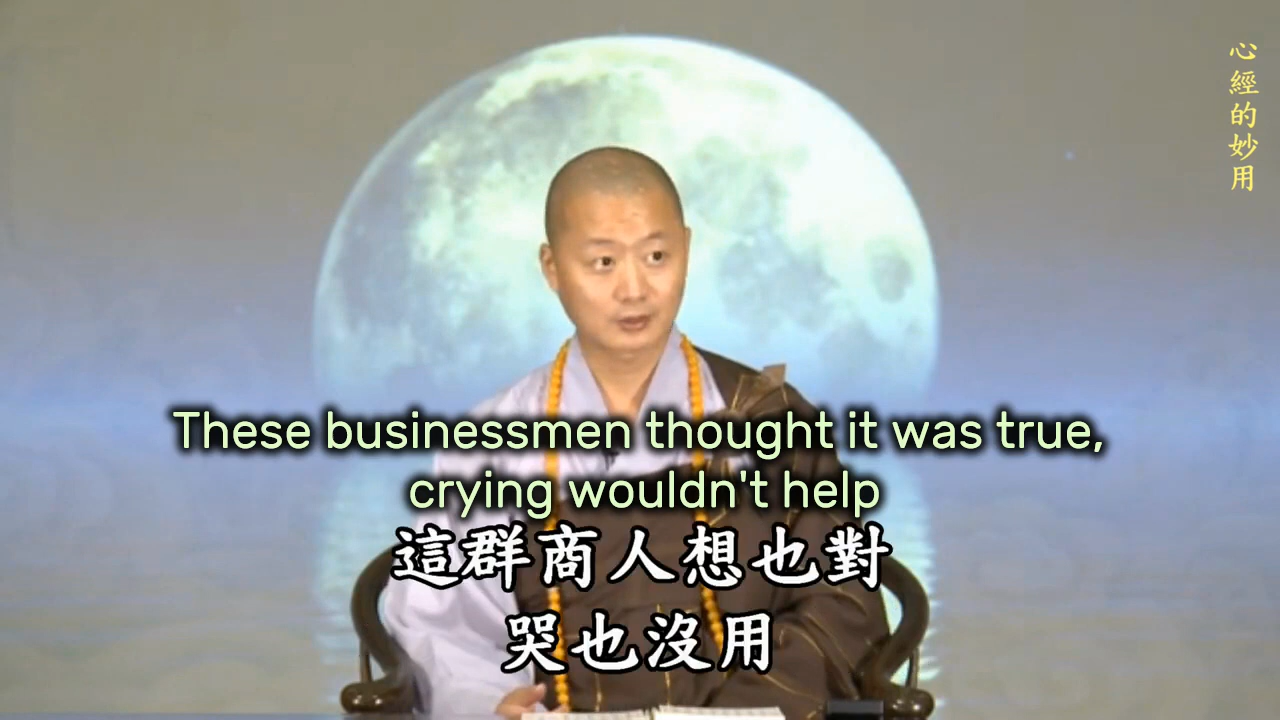 心經的妙用
These businessmen thought it was true,
crying wouldn't help
這群商人想也對
哭也沒用